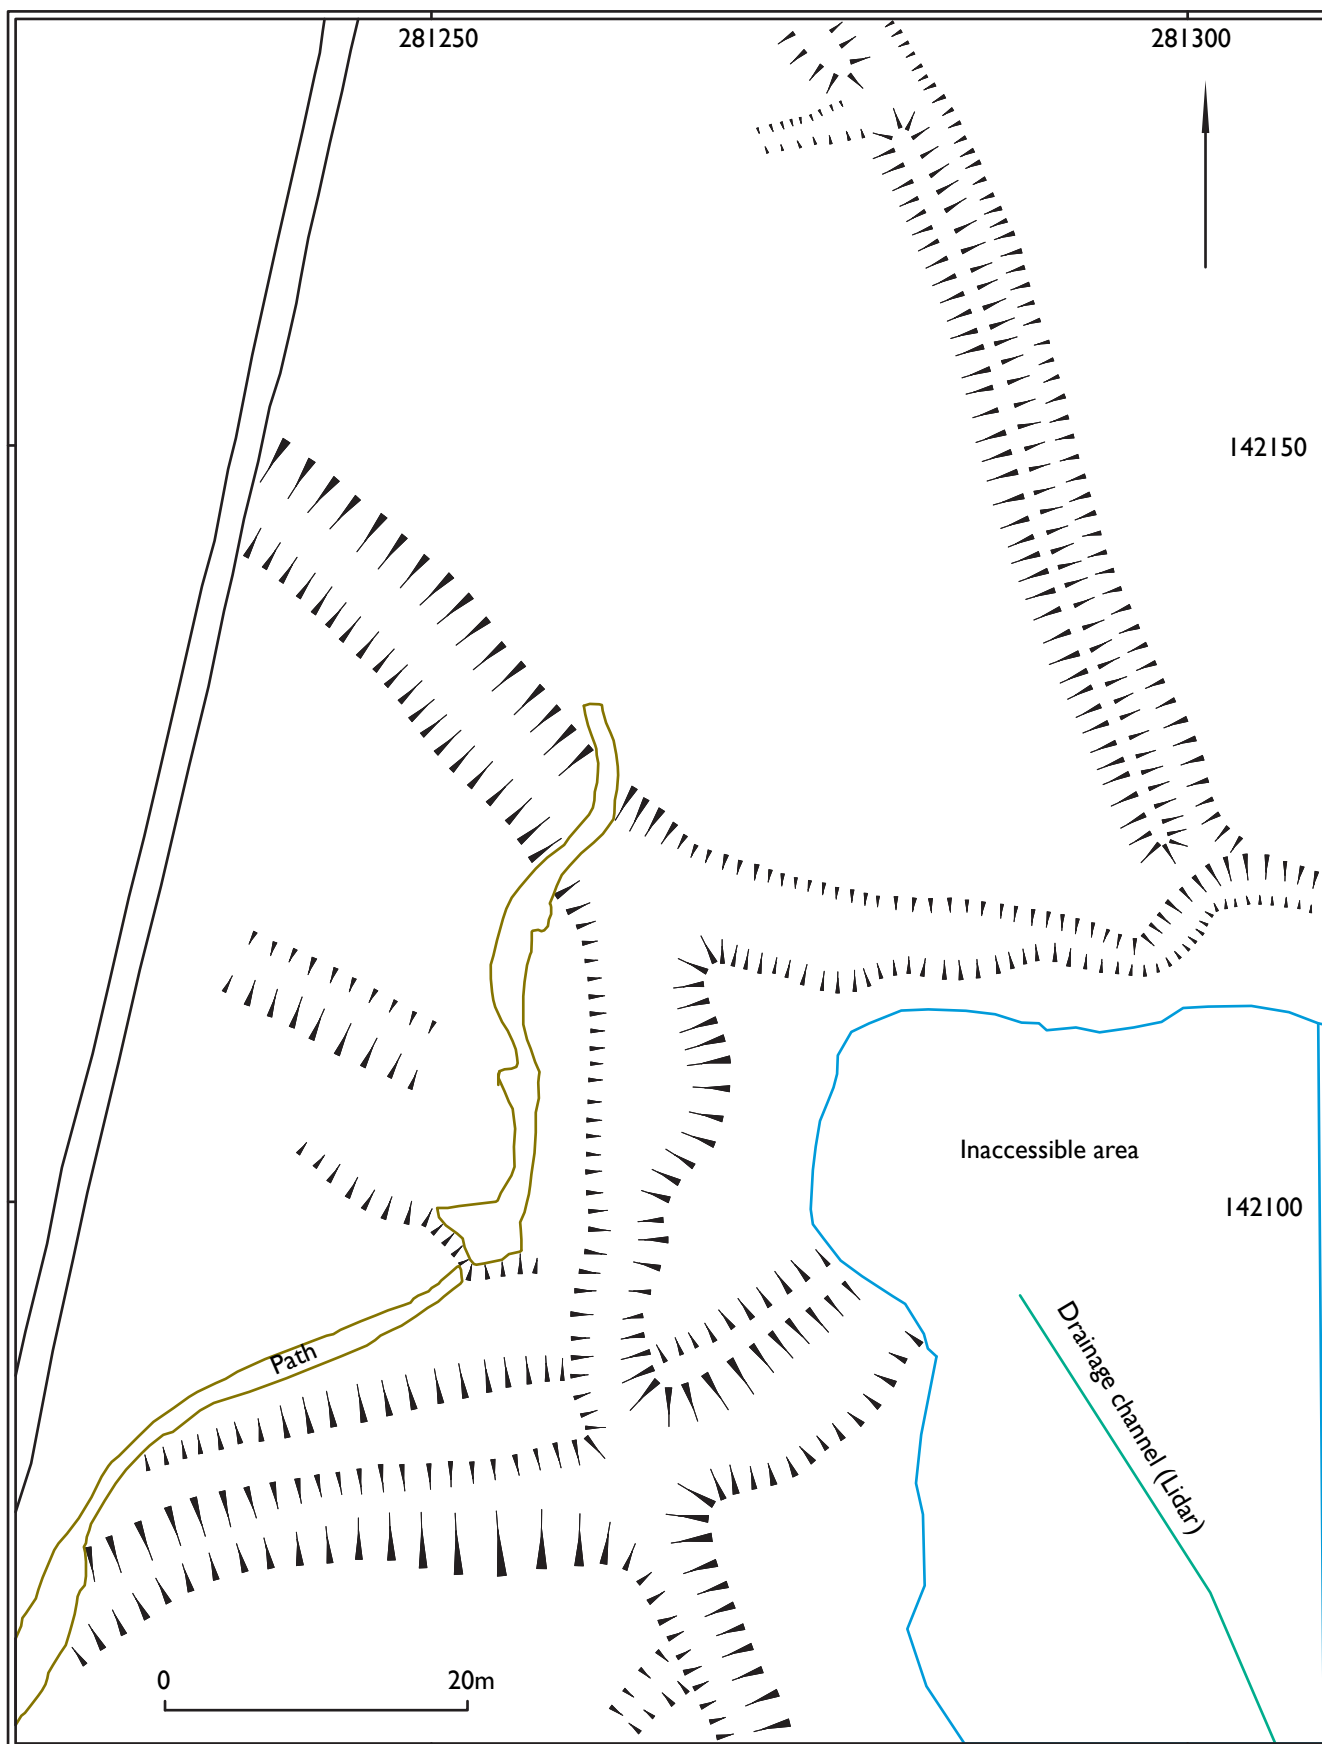 281250
281300
142150
Inaccessible area
142100
Drainage channel (Lidar)
Path
0
20m